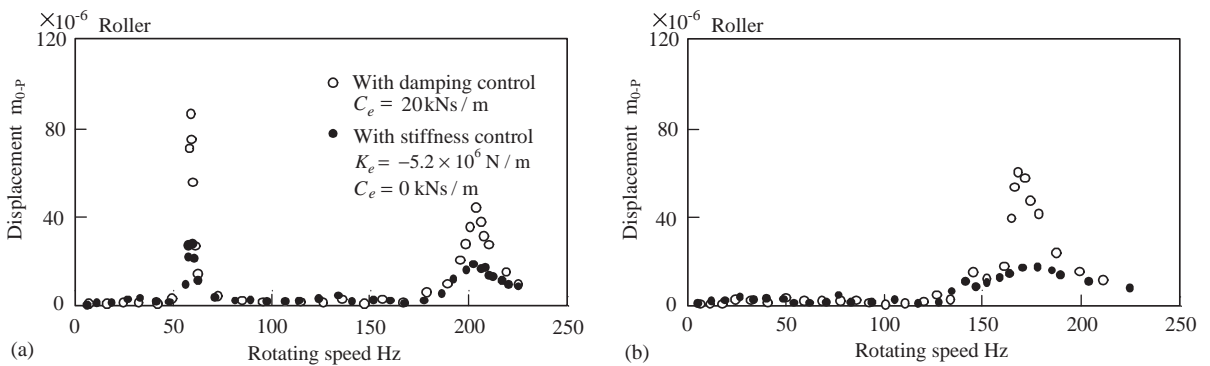 ×10⁻⁶ Roller
120
80
40
0
0 50 100 150 200 250
Displacement m₀₋P
Rotating speed Hz
(a)
With damping control
Cₑ = 20 kNs / m
With stiffness control
Kₑ = −5.2 × 10⁶ N / m
Cₑ = 0 kNs / m
×10⁻⁶ Roller
120
80
40
0
0 50 100 150 200 250
Displacement m₀₋P
Rotating speed Hz
(b)